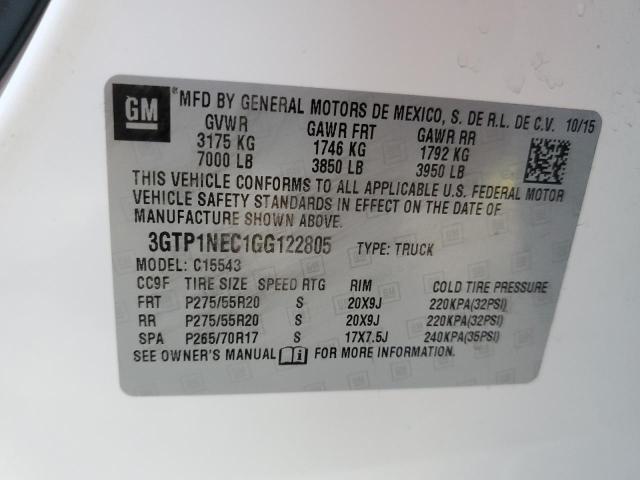 GM
MFD BY GENERAL MOTORS DE MEXICO, S. DE R.L. DE C.V. 10/15
GVWR GAWR FRT GAWR RR
3175 KG 1746 KG 1792 KG
7000 LB 3850 LB 3950 LB
THIS VEHICLE CONFORMS TO ALL APPLICABLE U.S. FEDERAL MOTOR
VEHICLE SAFETY STANDARDS IN EFFECT ON THE DATE OF
MANUFACTURE SHOWN ABOVE.
3GTP1NEC1GG122805 TYPE: TRUCK
MODEL: C15543
CC9F TIRE SIZE SPEED RTG RIM COLD TIRE PRESSURE
FRT P275/55R20 S 20X9J 220KPA(32PSI)
RR P275/55R20 S 20X9J 220KPA(32PSI)
SPA P265/70R17 S 17X7.5J 240KPA(35PSI)
SEE OWNER'S MANUAL i FOR MORE INFORMATION.